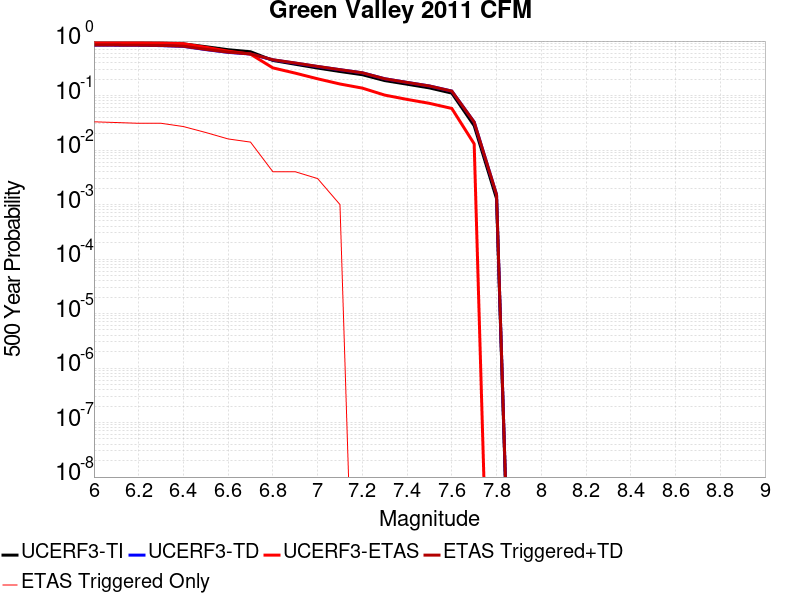 Green Valley 2011 CFM
10^0
10^-1
10^-2
10^-3
10^-4
10^-5
10^-6
10^-7
10^-8
500 Year Probability
6 6.2 6.4 6.6 6.8 7 7.2 7.4 7.6 7.8 8 8.2 8.4 8.6 8.8 9
Magnitude
UCERF3-TI UCERF3-TD UCERF3-ETAS ETAS Triggered+TD
ETAS Triggered Only